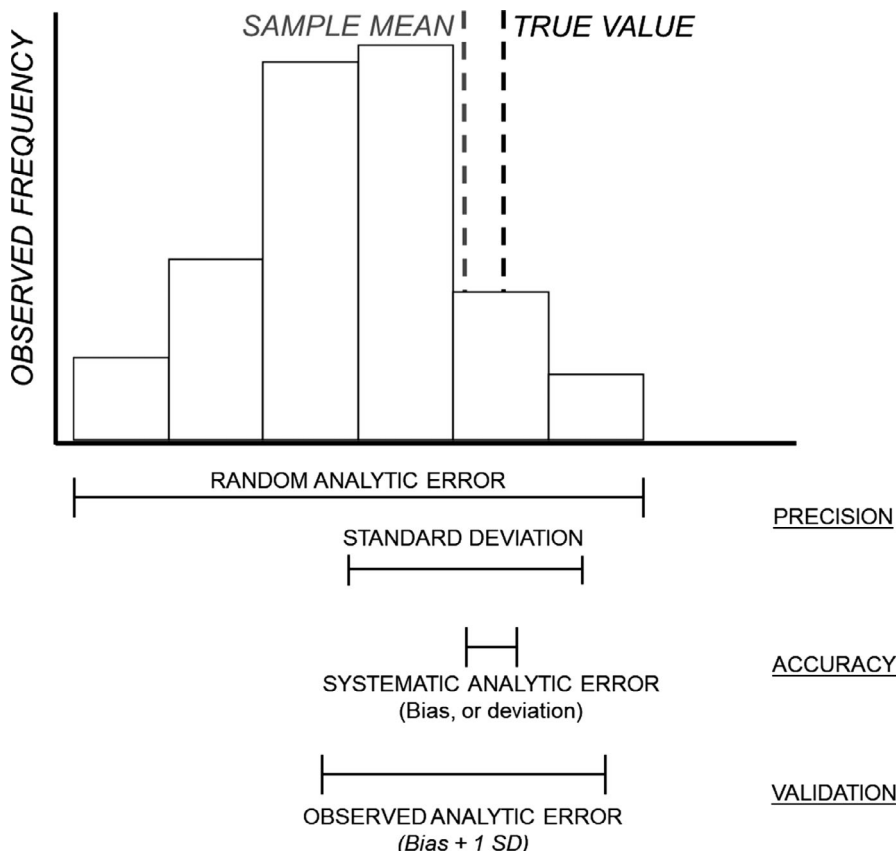 SAMPLE MEAN
TRUE VALUE
OBSERVED FREQUENCY
RANDOM ANALYTIC ERROR
PRECISION
STANDARD DEVIATION
SYSTEMATIC ANALYTIC ERROR
(Bias, or deviation)
ACCURACY
OBSERVED ANALYTIC ERROR
(Bias + 1 SD)
VALIDATION